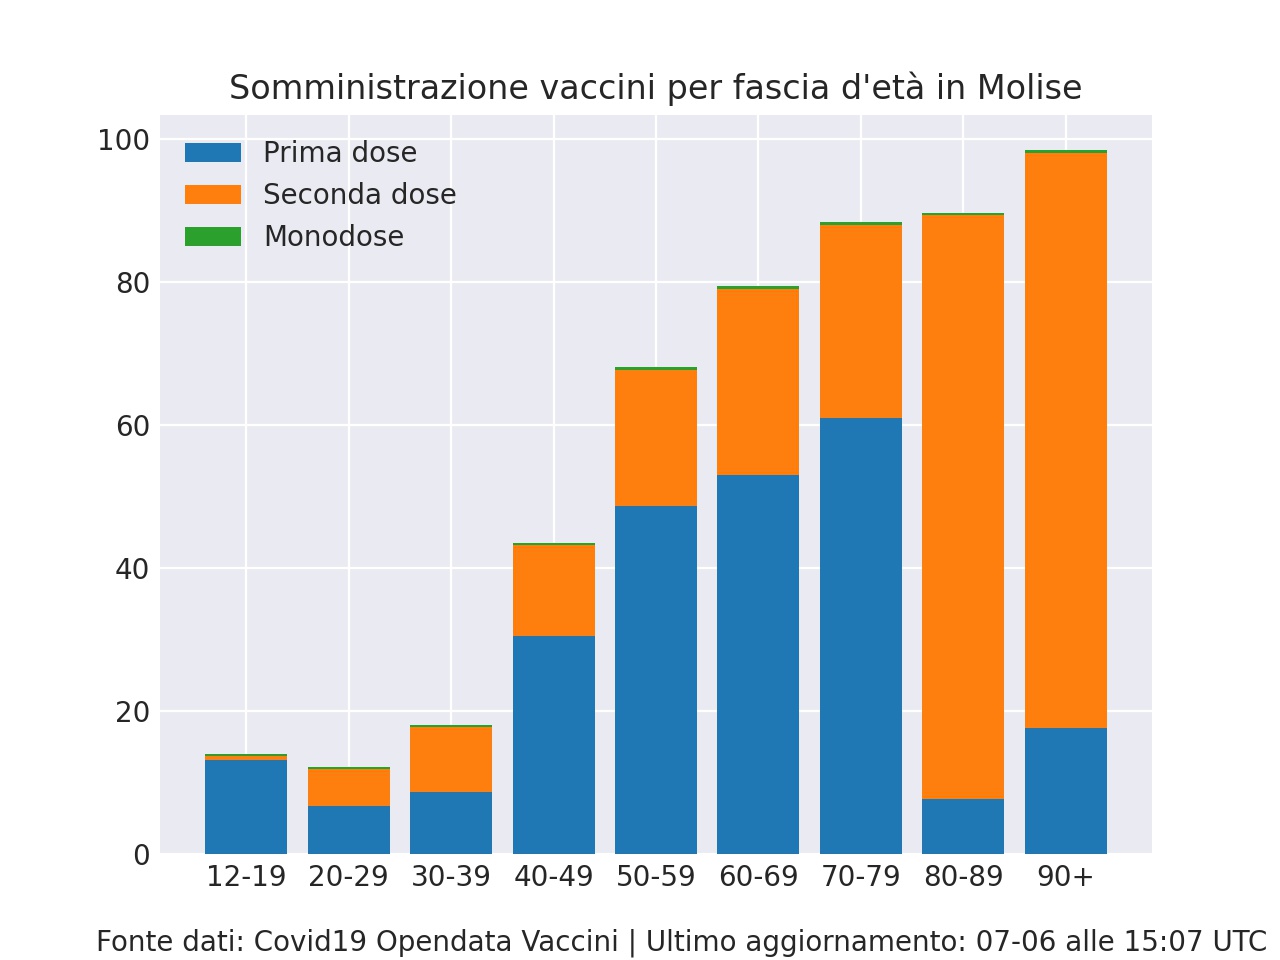 Somministrazione vaccini per fascia d'età in Molise
100
80
60
40
20
0
Prima dose
Seconda dose
Monodose
12-19 20-29 30-39 40-49 50-59 60-69 70-79 80-89 90+
Fonte dati: Covid19 Opendata Vaccini | Ultimo aggiornamento: 07-06 alle 15:07 UTC